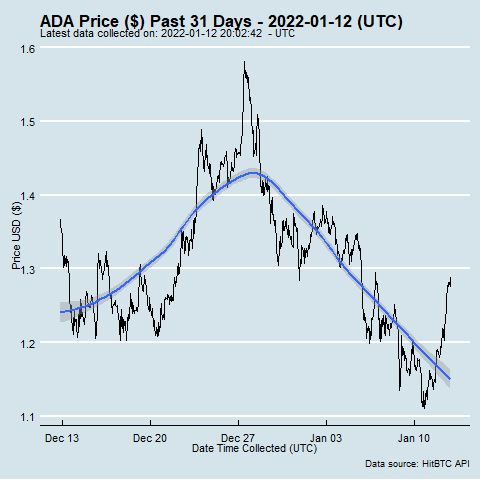 ADA Price ($) Past 31 Days - 2022-01-12 (UTC)
Latest data collected on: 2022-01-12 20:02:42  - UTC
1.6
1.5
1.4
1.3
1.2
1.1
Price USD ($)
Dec 13 Dec 20 Dec 27 Jan 03 Jan 10
Date Time Collected (UTC)
Data source: HitBTC API